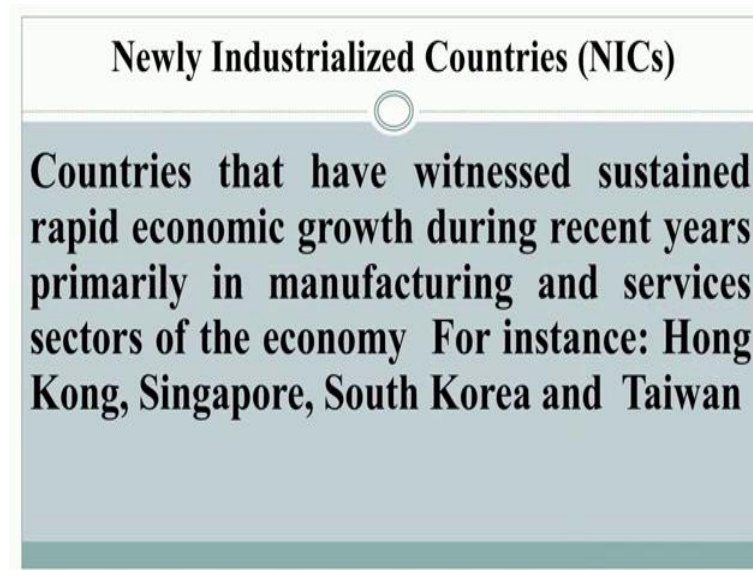 Newly Industrialized Countries (NICs)
Countries that have witnessed sustained
rapid economic growth during recent years
primarily in manufacturing and services
sectors of the economy For instance: Hong
Kong, Singapore, South Korea and Taiwan